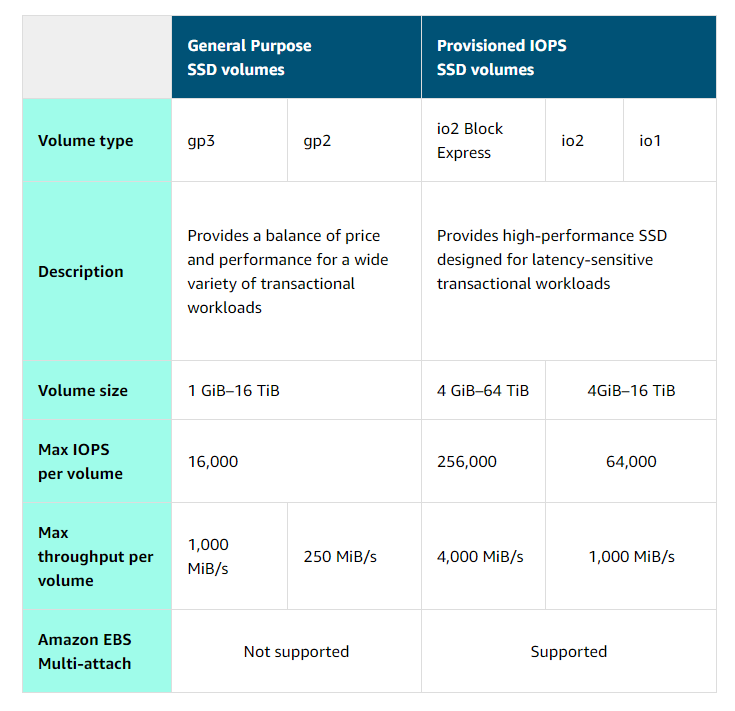 General Purpose
SSD volumes
Provisioned IOPS
SSD volumes
Volume type
gp3
gp2
io2 Block
Express
io2
io1
Description
Provides a balance of price
and performance for a wide
variety of transactional
workloads
Provides high-performance SSD
designed for latency-sensitive
transactional workloads
Volume size
1 GiB–16 TiB
4 GiB–64 TiB
4GiB–16 TiB
Max IOPS
per volume
16,000
256,000
64,000
Max
throughput per
volume
1,000
MiB/s
250 MiB/s
4,000 MiB/s
1,000 MiB/s
Amazon EBS
Multi-attach
Not supported
Supported